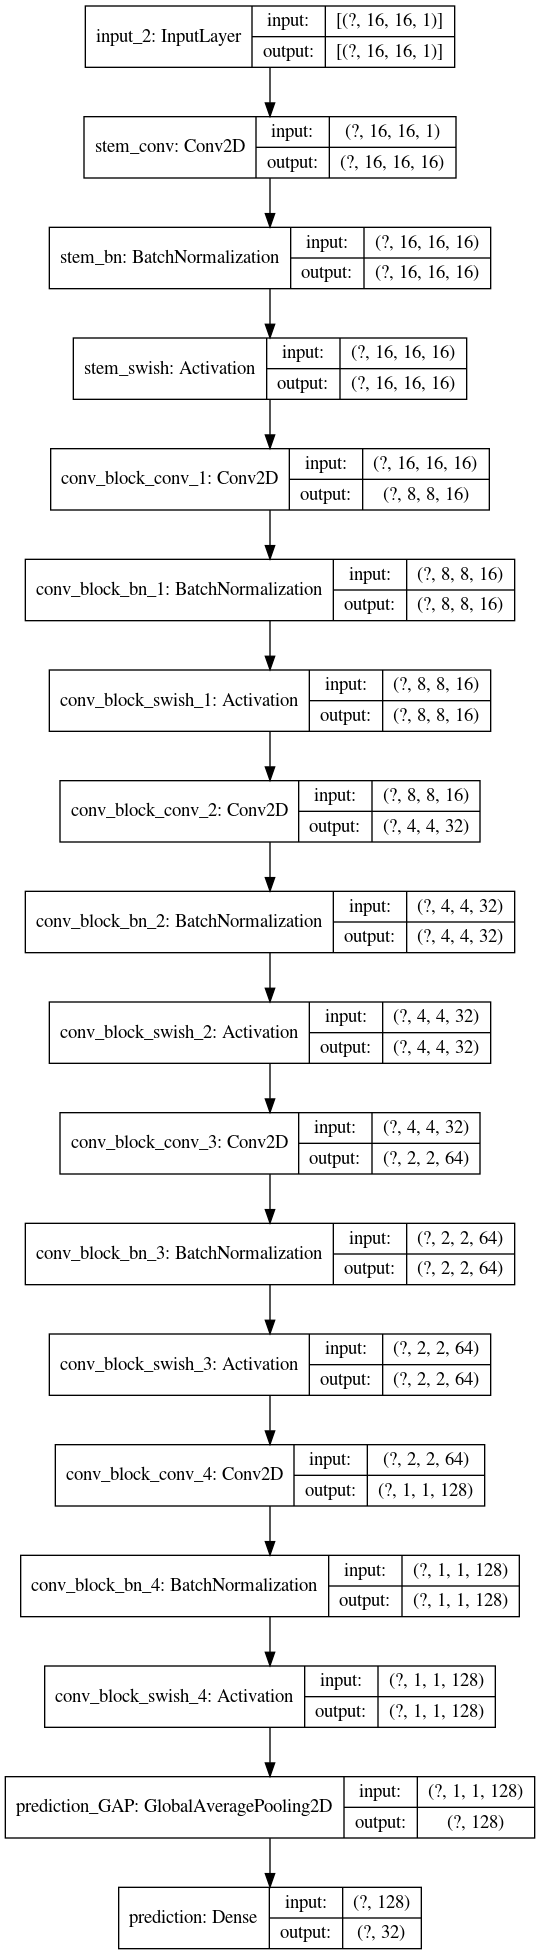 input_2: InputLayer
input: [(?, 16, 16, 1)]
output: [(?, 16, 16, 1)]
stem_conv: Conv2D
input: (?, 16, 16, 1)
output: (?, 16, 16, 16)
stem_bn: BatchNormalization
input: (?, 16, 16, 16)
output: (?, 16, 16, 16)
stem_swish: Activation
input: (?, 16, 16, 16)
output: (?, 16, 16, 16)
conv_block_conv_1: Conv2D
input: (?, 16, 16, 16)
output: (?, 8, 8, 16)
conv_block_bn_1: BatchNormalization
input: (?, 8, 8, 16)
output: (?, 8, 8, 16)
conv_block_swish_1: Activation
input: (?, 8, 8, 16)
output: (?, 8, 8, 16)
conv_block_conv_2: Conv2D
input: (?, 8, 8, 16)
output: (?, 4, 4, 32)
conv_block_bn_2: BatchNormalization
input: (?, 4, 4, 32)
output: (?, 4, 4, 32)
conv_block_swish_2: Activation
input: (?, 4, 4, 32)
output: (?, 4, 4, 32)
conv_block_conv_3: Conv2D
input: (?, 4, 4, 32)
output: (?, 2, 2, 64)
conv_block_bn_3: BatchNormalization
input: (?, 2, 2, 64)
output: (?, 2, 2, 64)
conv_block_swish_3: Activation
input: (?, 2, 2, 64)
output: (?, 2, 2, 64)
conv_block_conv_4: Conv2D
input: (?, 2, 2, 64)
output: (?, 1, 1, 128)
conv_block_bn_4: BatchNormalization
input: (?, 1, 1, 128)
output: (?, 1, 1, 128)
conv_block_swish_4: Activation
input: (?, 1, 1, 128)
output: (?, 1, 1, 128)
prediction_GAP: GlobalAveragePooling2D
input: (?, 1, 1, 128)
output: (?, 128)
prediction: Dense
input: (?, 128)
output: (?, 32)